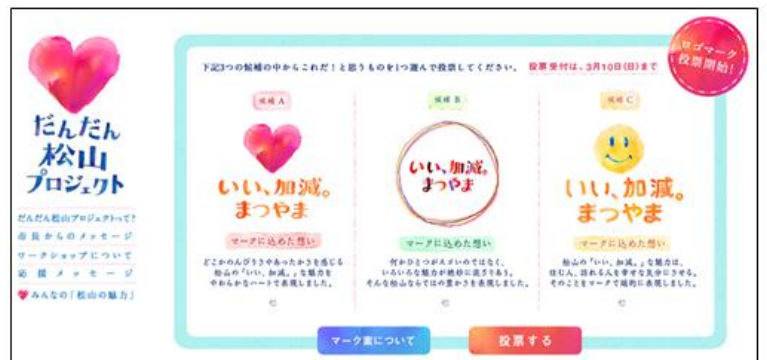 だんだん
松山
プロジェクト
だんだん松山プロジェクトって?
市長からのメッセージ
ワークショップについて
応援メッセージ
みんなの「松山の魅力」
下記3つの候補の中からこれだ!と思うものを1つ選んで投票してください。 投票受付は、3月10日(日)まで
ロゴマーク
投票開始!
候補 A
いい、加減。
まつやま
マークに込めた想い
どこかのんびりさやあったかさを感じる
松山の「いい、加減。」な魅力を
やわらかなハートで表現しました。
候補 B
いい、加減。
まつやま
マークに込めた想い
何かひとつがスゴいのではなく、
いろいろな魅力が絶妙に混ざりあう。
そんな松山ならではの豊かさを表現しました。
候補 C
いい、加減。
まつやま
マークに込めた想い
松山の「いい、加減。」な魅力は、
住む人、訪れる人を幸せな気分にさせる。
そのことをマークで端的に表現しました。
マーク案について
投票する